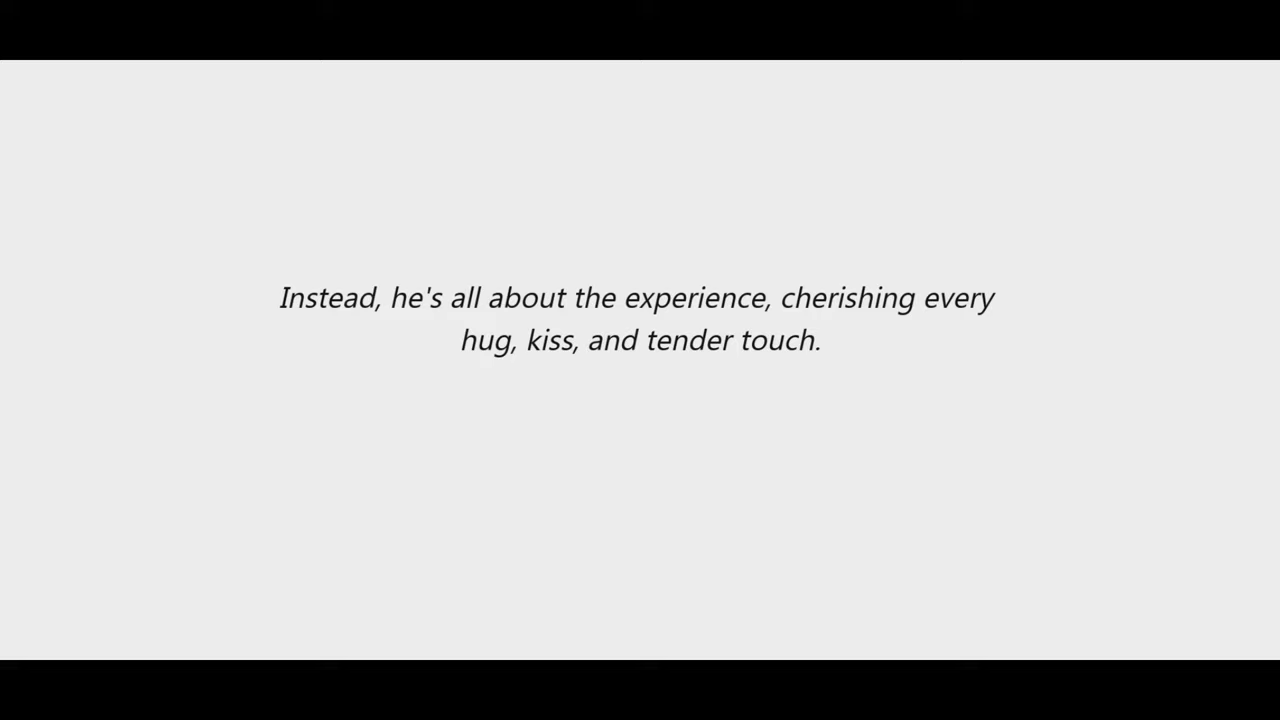 Instead, he's all about the experience, cherishing every
hug, kiss, and tender touch.